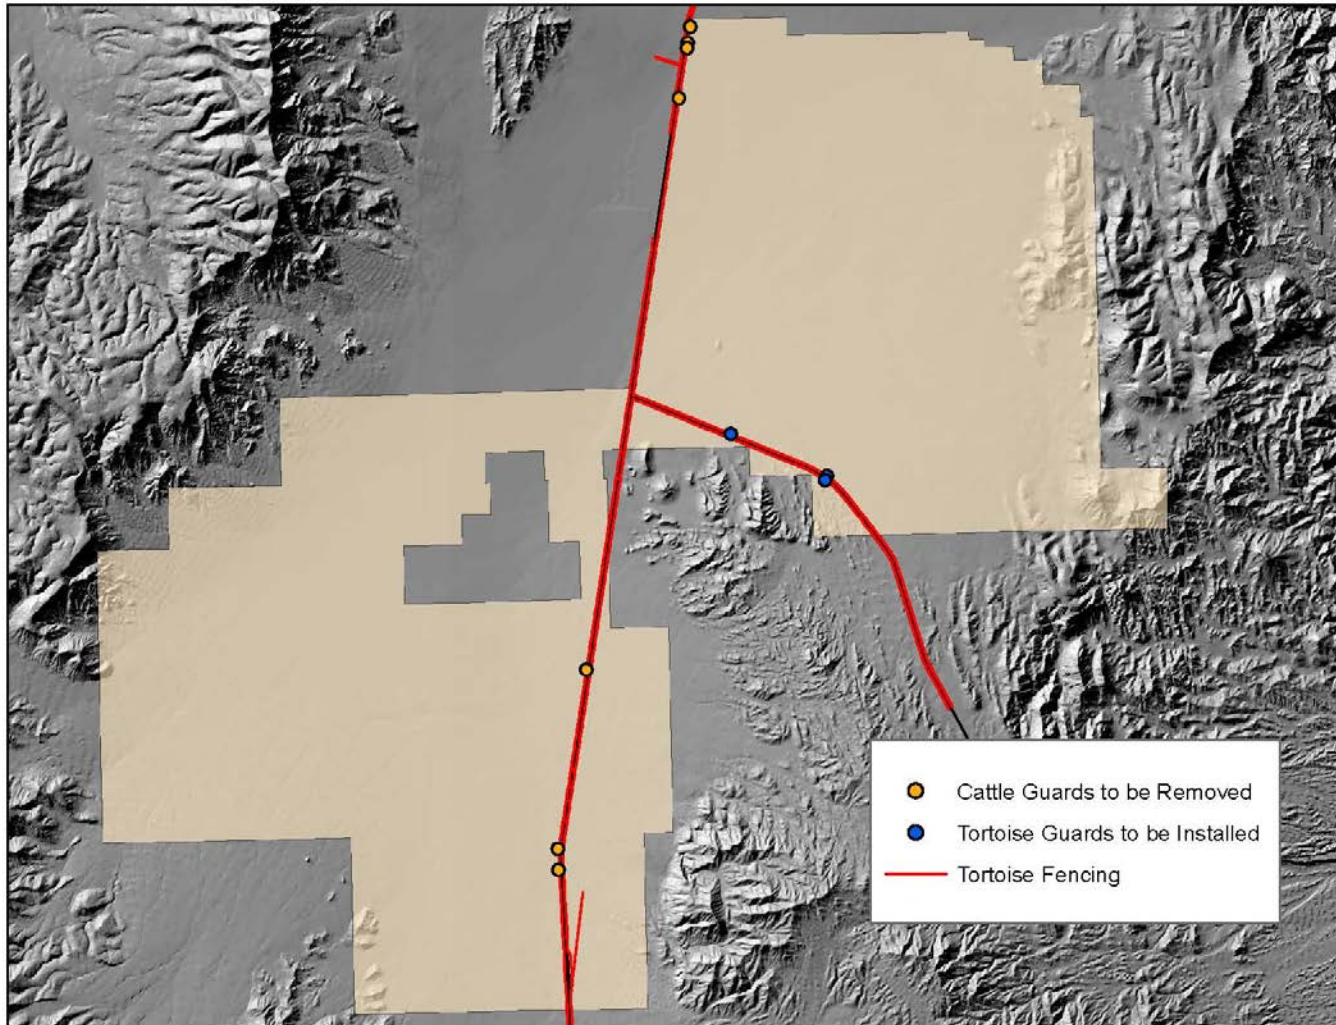 Cattle Guards to be Removed
Tortoise Guards to be Installed
Tortoise Fencing